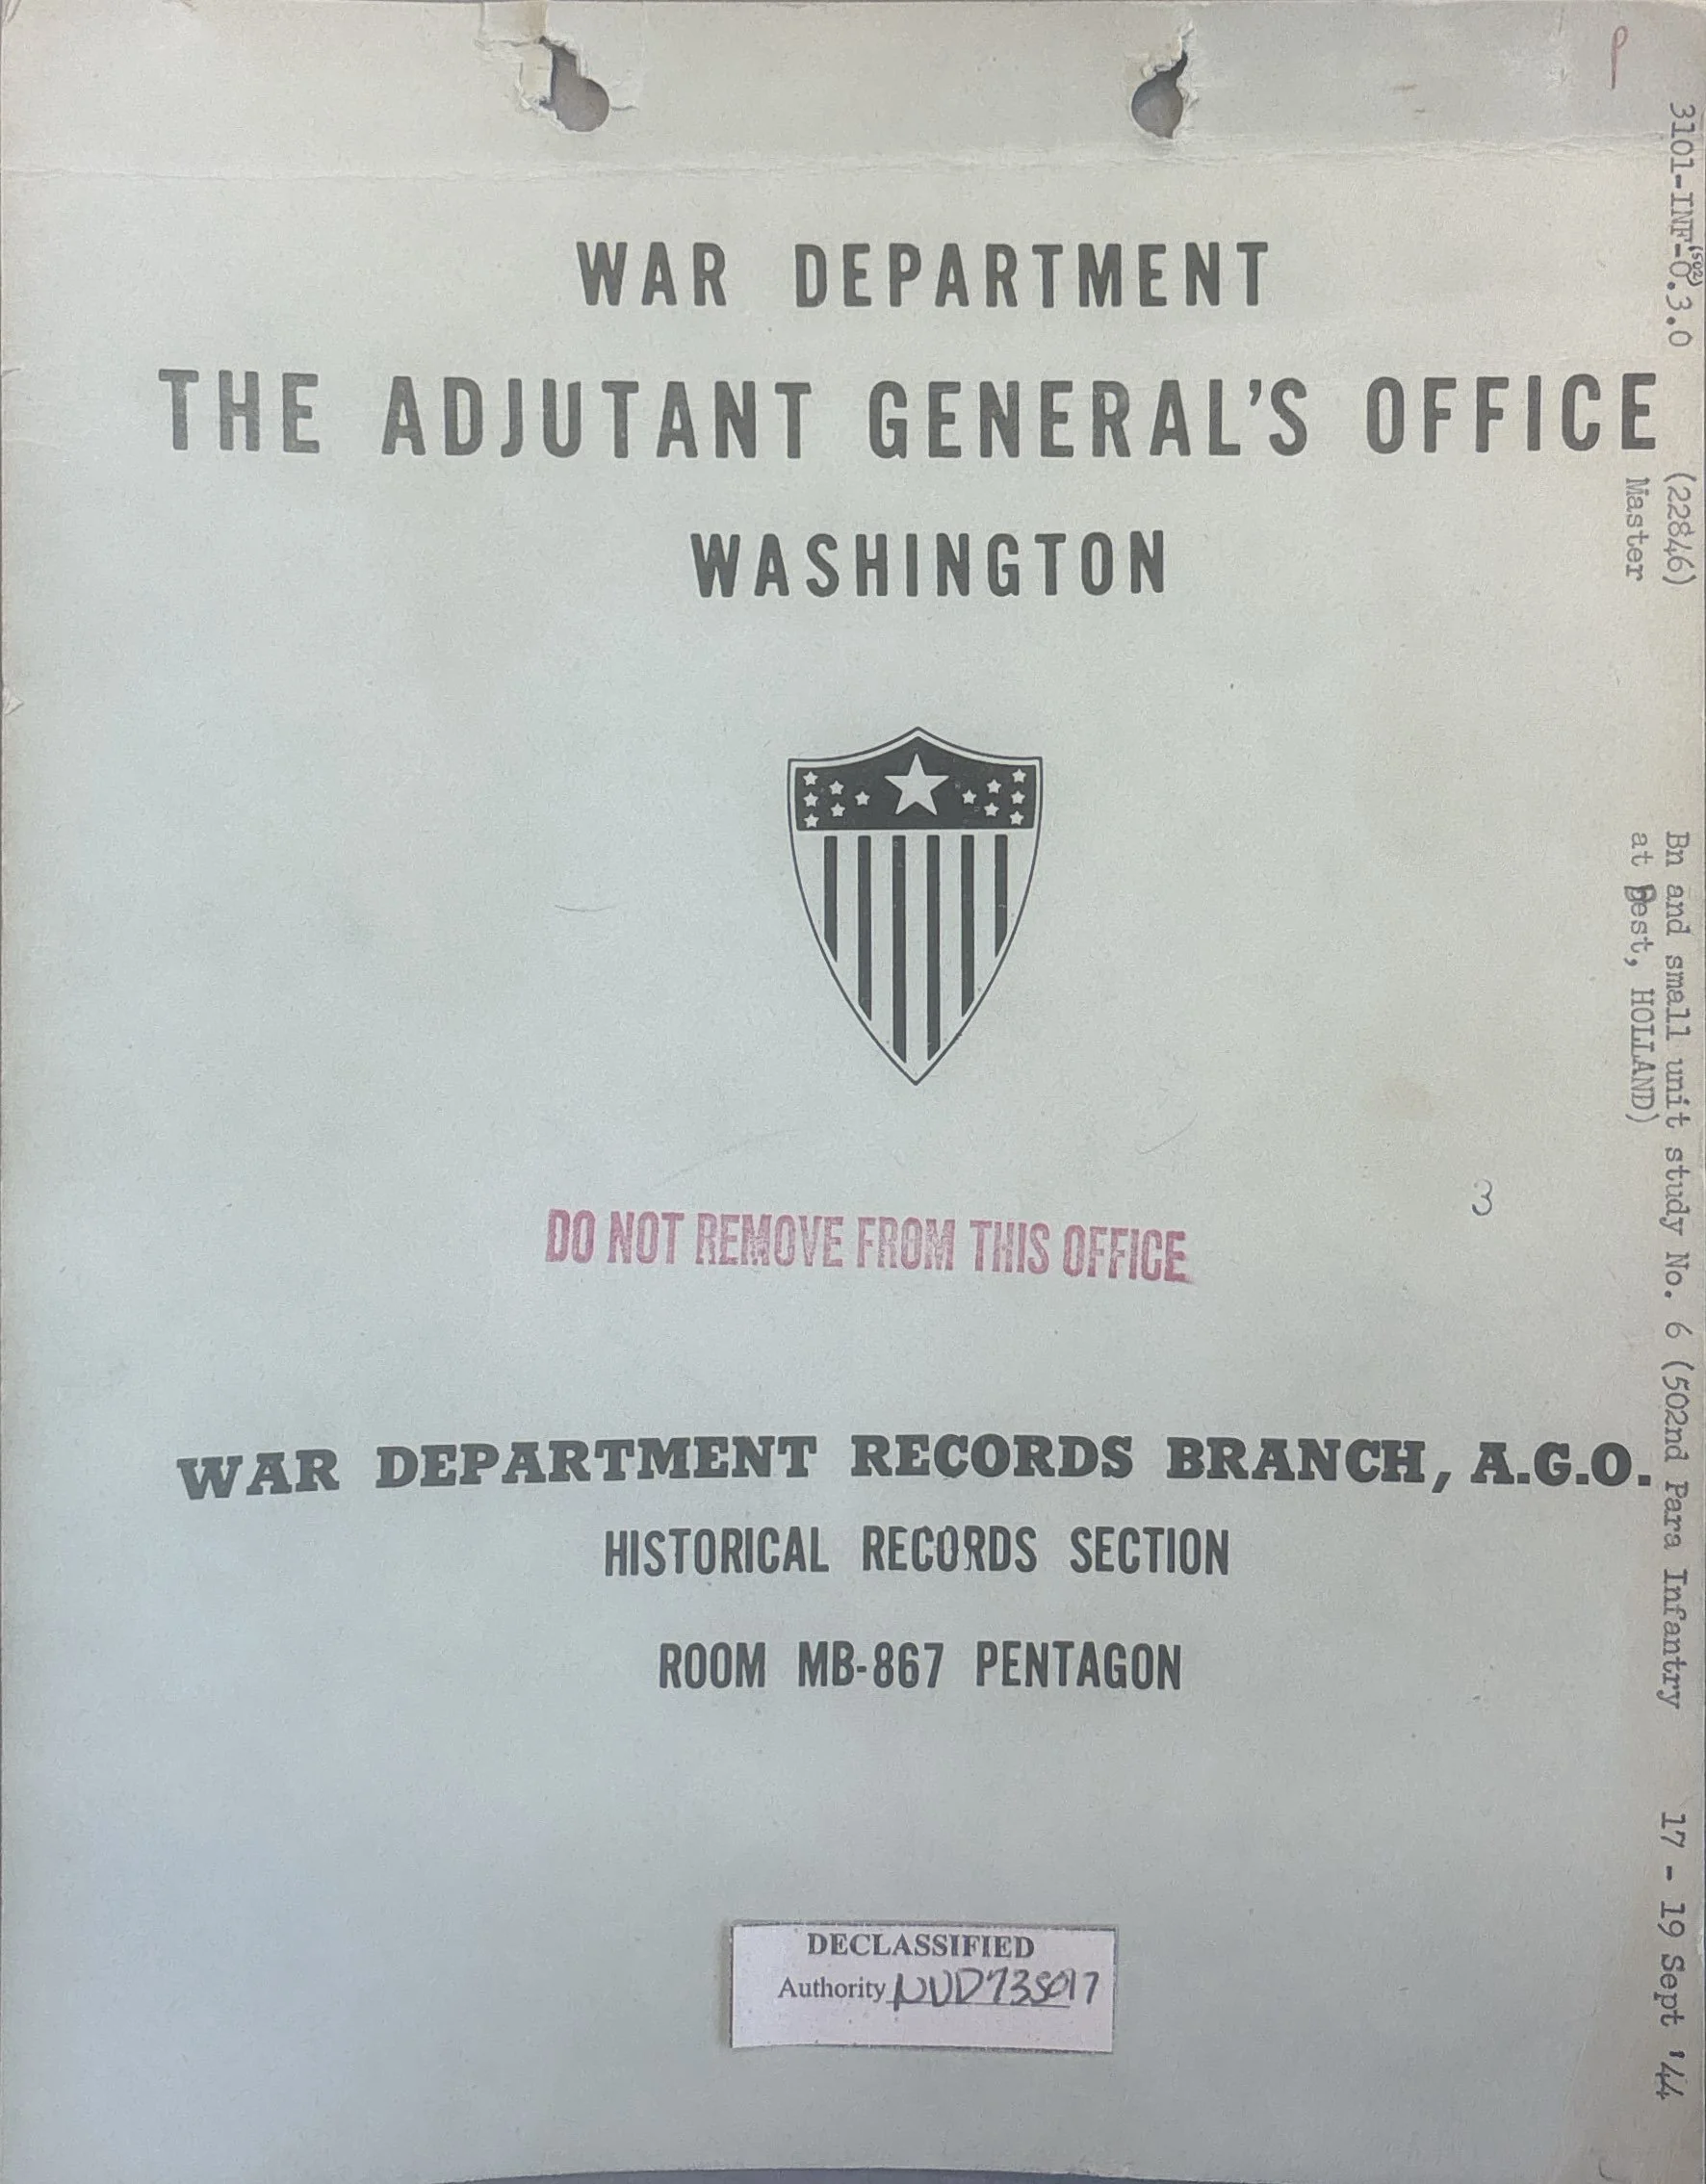 P
WAR DEPARTMENT
THE ADJUTANT GENERAL'S OFFICE
WASHINGTON
DO NOT REMOVE FROM THIS OFFICE
3
WAR DEPARTMENT RECORDS BRANCH, A.G.O.
HISTORICAL RECORDS SECTION
ROOM MB-867 PENTAGON
DECLASSIFIED
Authority NND735017
3101-INF(502)-0.3.0 (22846) Bn and small unit study No. 6 (502nd Para Infantry 17 - 19 Sept '44
Master at Best, HOLLAND)